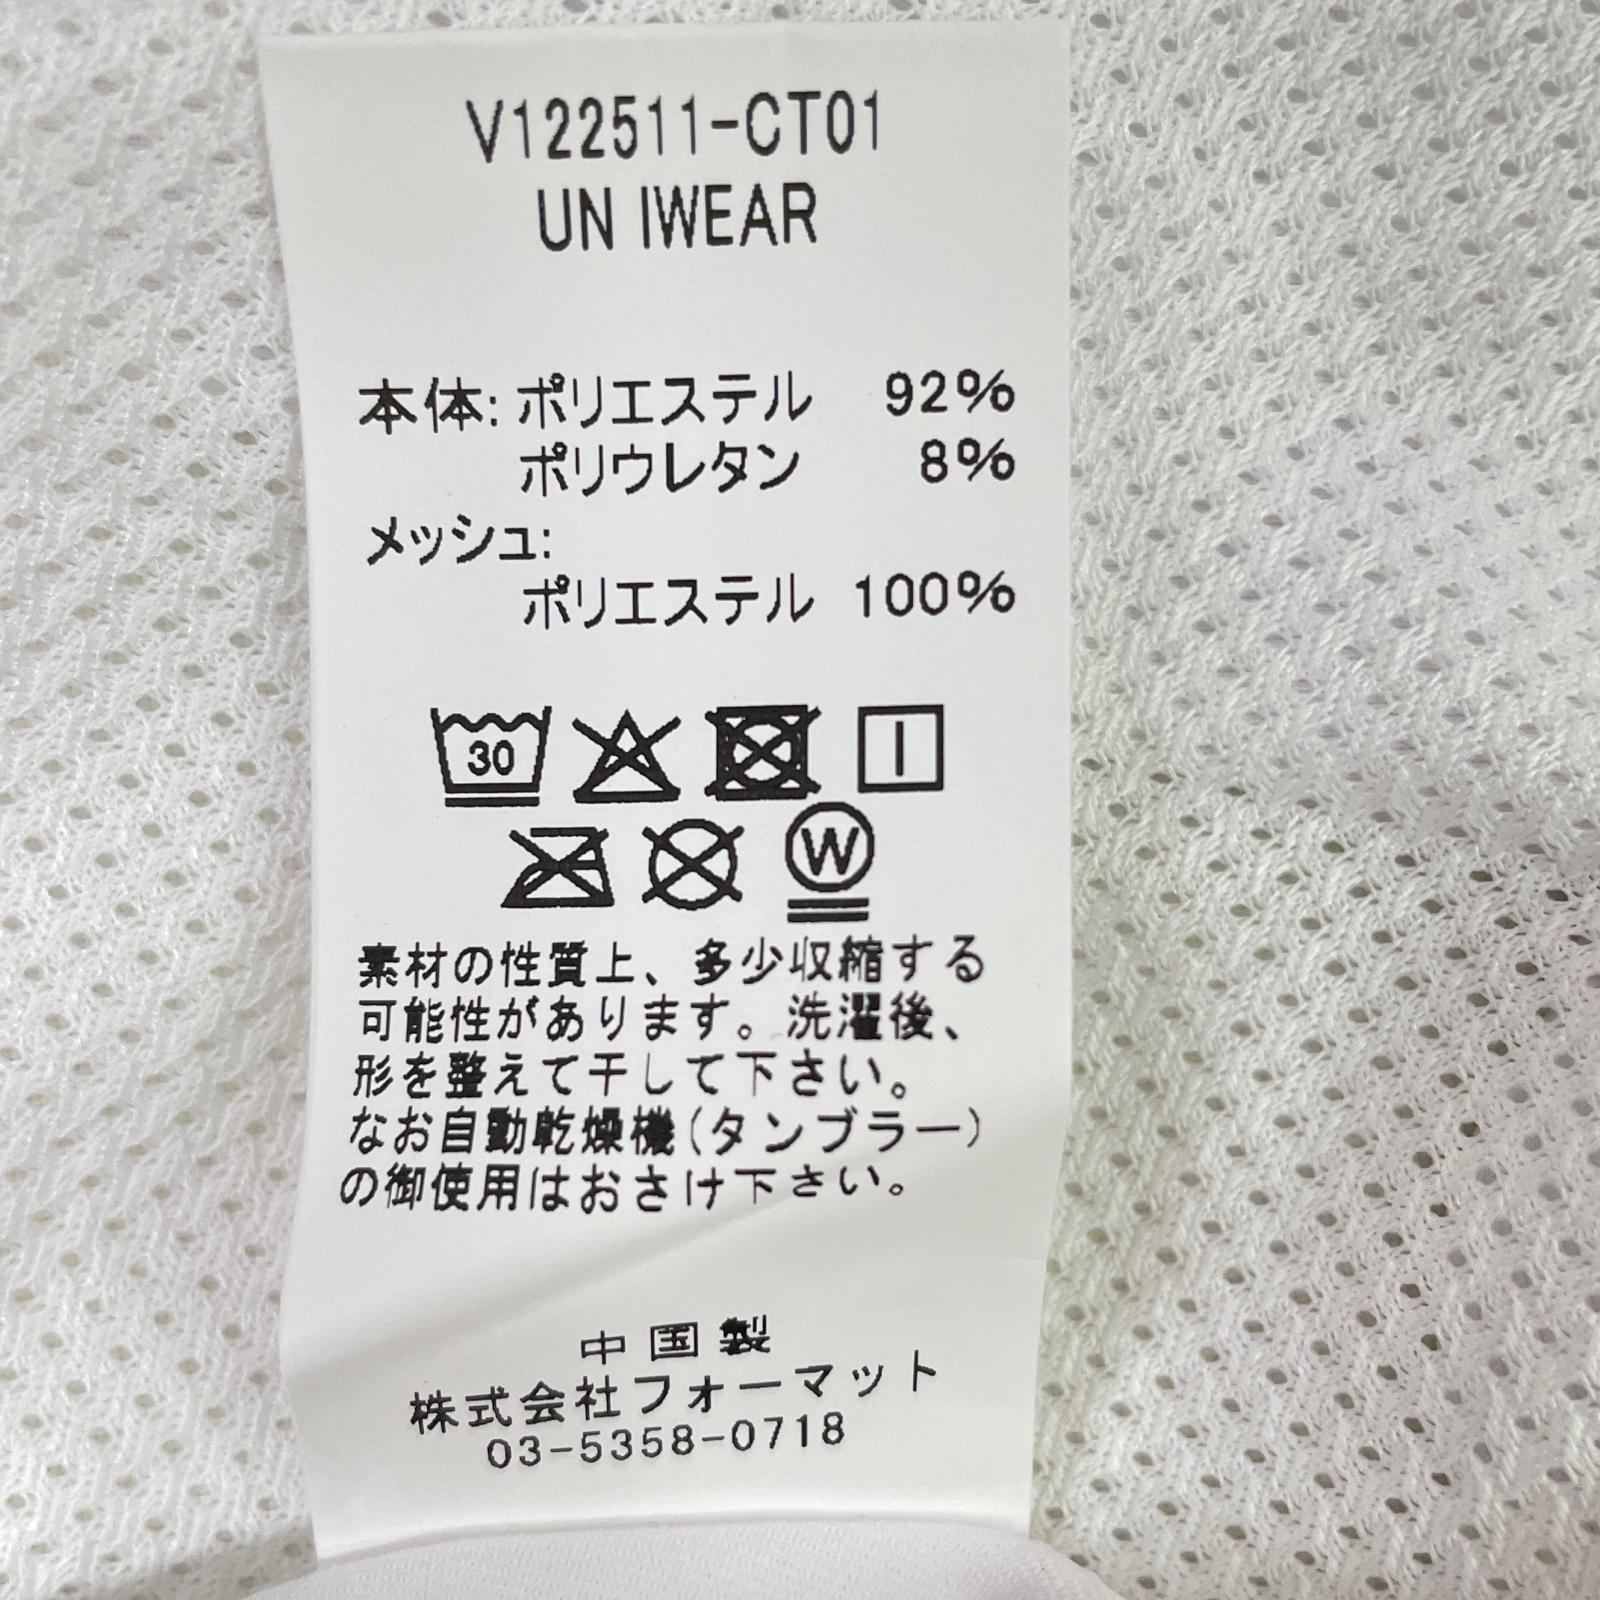 V122511-CT01
UN IWEAR
本体: ポリエステル 92%
ポリウレタン 8%
メッシュ:
ポリエステル 100%
30
W
素材の性質上、多少収縮する
可能性があります。洗濯後、
形を整えて干して下さい。
なお自動乾燥機(タンブラー)
の御使用はおさけ下さい。
中国製
株式会社フォーマット
03-5358-0718